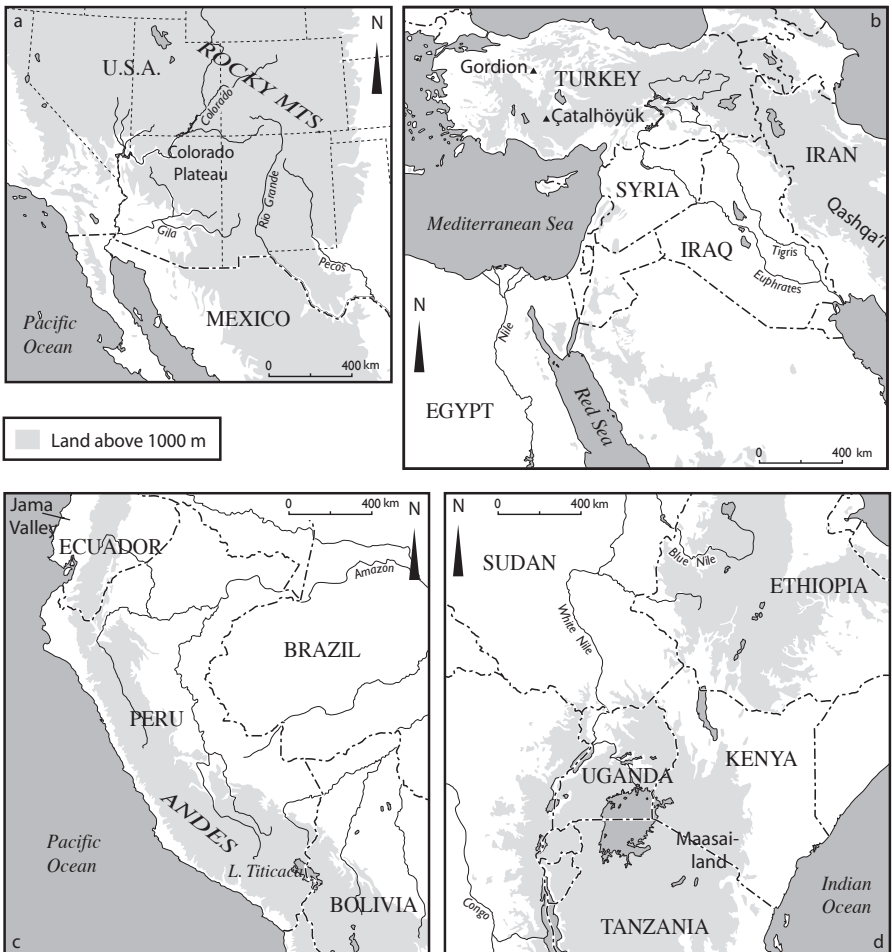 a
N
U.S.A.
ROCKY MTS
Colorado
Colorado
Plateau
Rio Grande
Gila
Pecos
Pacific
Ocean
MEXICO
0 400 km
b
Gordion
TURKEY
Çatalhöyük
IRAN
SYRIA
Qashqa'i
Mediterranean Sea
IRAQ
Tigris
Euphrates
N
Nile
EGYPT
Red Sea
0 400 km
Land above 1000 m
Jama
Valley
0 400 km
N
ECUADOR
Amazon
BRAZIL
PERU
ANDES
Pacific
Ocean
L. Titicaca
BOLIVIA
c
N
0 400 km
SUDAN
Blue Nile
ETHIOPIA
White Nile
KENYA
UGANDA
Maasai-
land
Congo
Indian
Ocean
TANZANIA
d